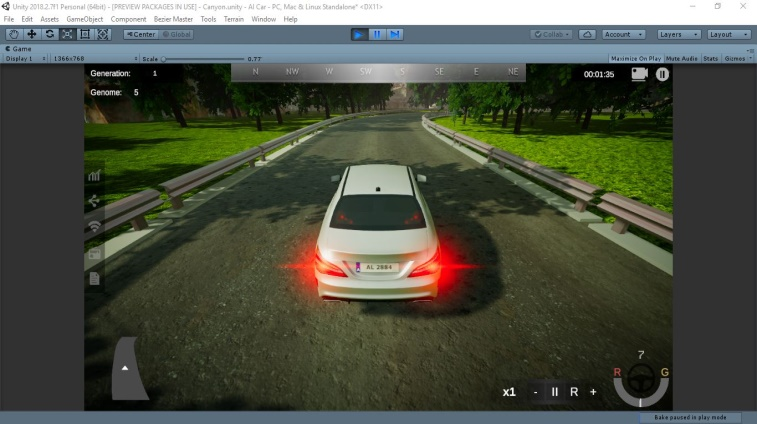 Unity 2018.2.7f1 Personal (64bit) - [PREVIEW PACKAGES IN USE] - Canyon.unity - AI Car - PC, Mac & Linux Standalone* <DX11>
File Edit Assets GameObject Component Bezier Master Tools Terrain Window Help
Center Global Collab Account Layers Layout
Game
Display 1 1366x768 Scale 0.77 Maximize On Play Mute Audio Stats Gizmos
Generation: 1 N NW W SW S SE E NE 00:01:35
Genome: 5
AL 2884
7
R G
x1 - II R +
Bake paused in play mode